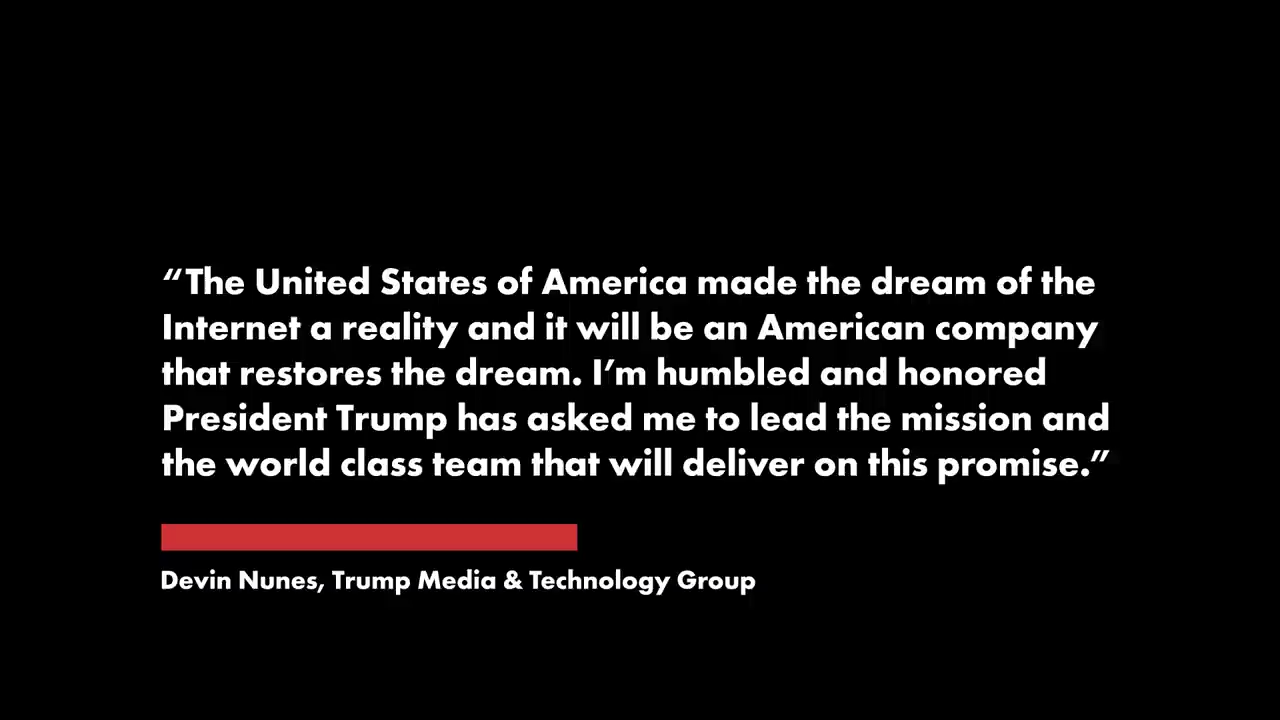 “The United States of America made the dream of the
Internet a reality and it will be an American company
that restores the dream. I’m humbled and honored
President Trump has asked me to lead the mission and
the world class team that will deliver on this promise.”
Devin Nunes, Trump Media & Technology Group